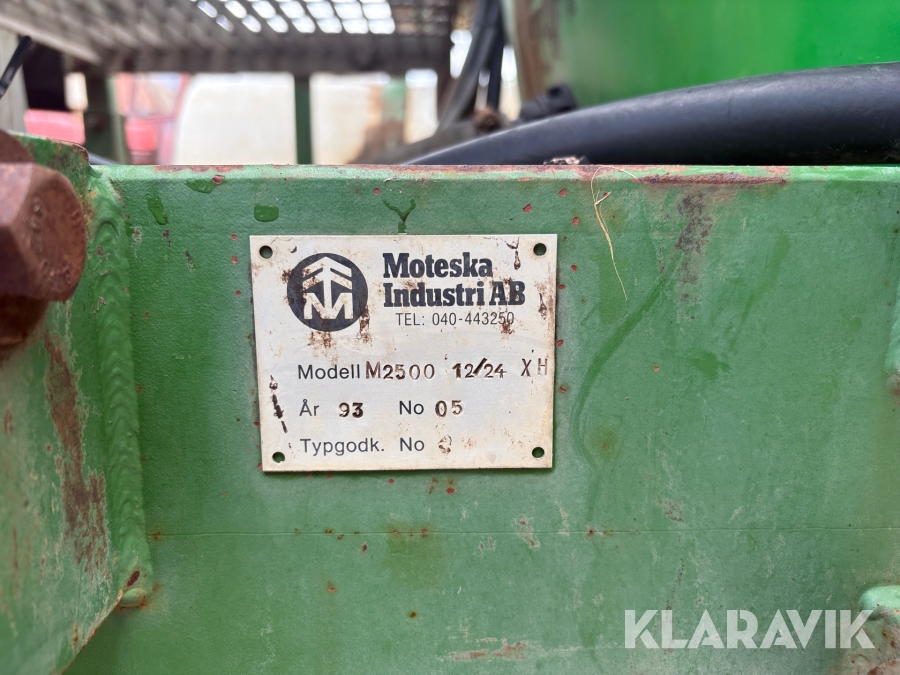 Moteska
Industri AB
TEL: 040-443250
Modell M2500 12/24 XH
År 93 No 05
Typgodk. No
KLARAVIK